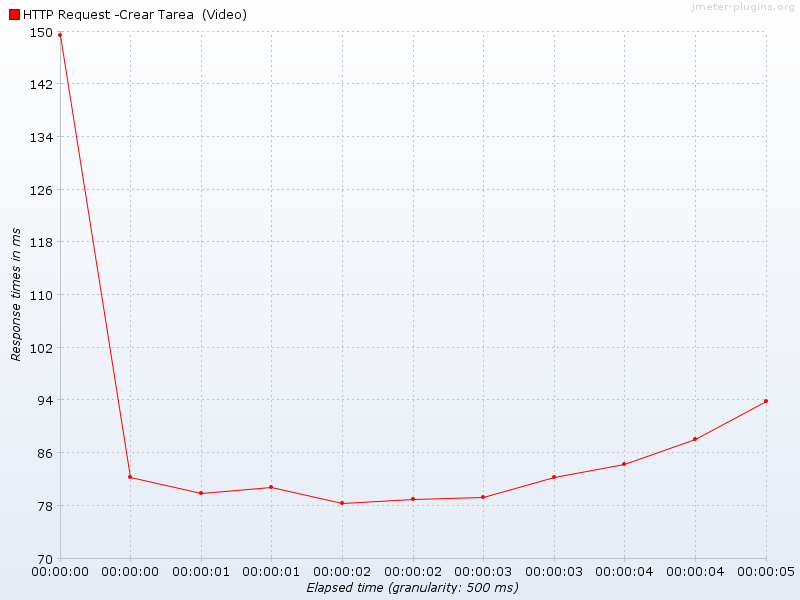 jmeter-plugins.org
HTTP Request -Crear Tarea  (Video)
150
142
134
126
118
110
102
94
86
78
70
Response times in ms
00:00:00 00:00:00 00:00:01 00:00:01 00:00:02 00:00:02 00:00:03 00:00:03 00:00:04 00:00:04 00:00:05
Elapsed time (granularity: 500 ms)